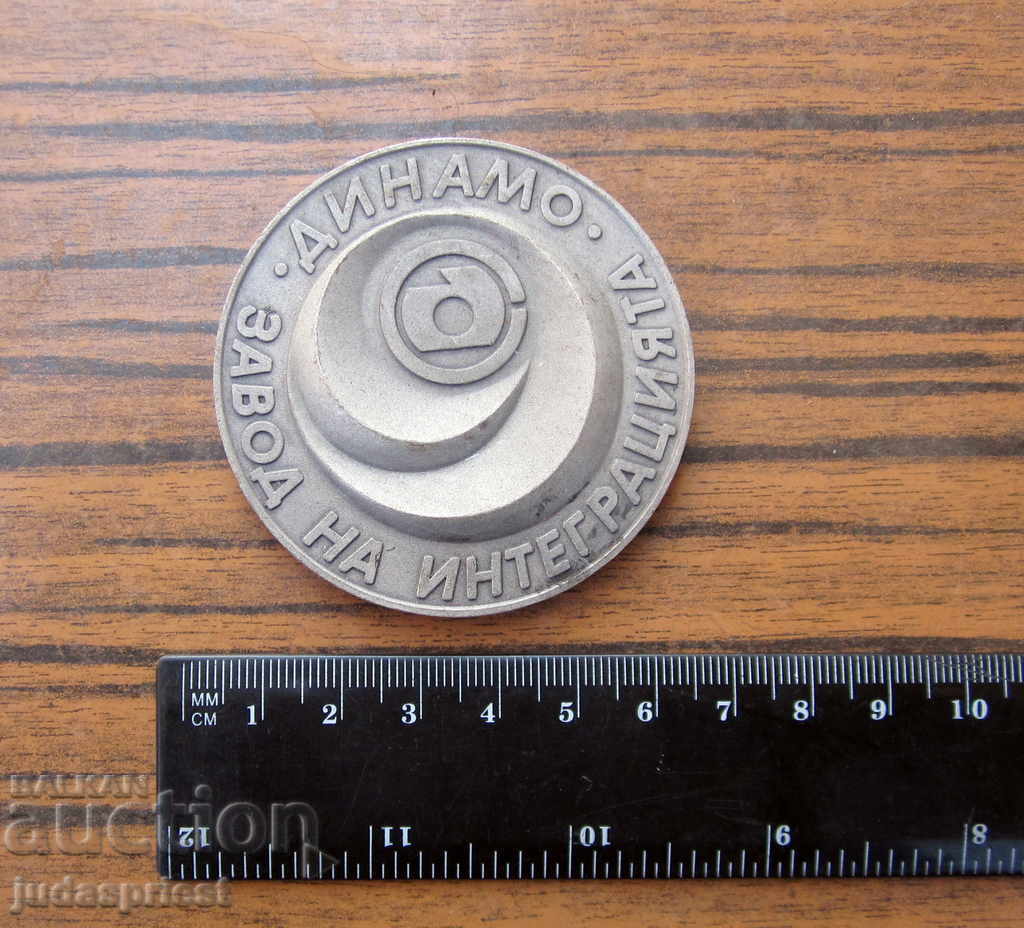 · ДИНАМО ·
ЗАВОД НА ИНТЕГРАЦИЯТА
MM
CM
1 2 3 4 5 6 7 8 9 10
12 11 10 9 8
BALKAN
auction
judaspriest